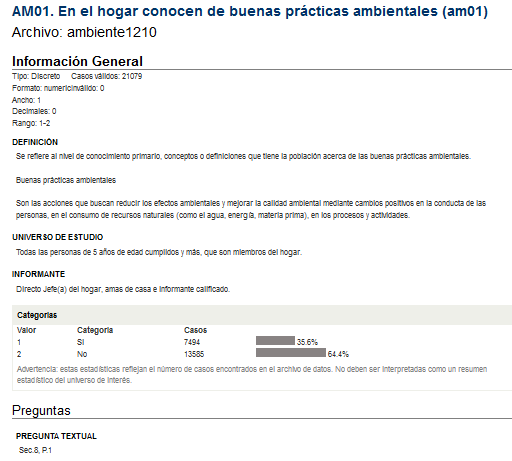 AM01. En el hogar conocen de buenas prácticas ambientales (am01)
Archivo: ambiente1210
Información General
Tipo: Discreto Casos válidos: 21079
Formato: numericInválido: 0
Ancho: 1
Decimales: 0
Rango: 1-2
DEFINICIÓN
Se refiere al nivel de conocimiento primario, conceptos o definiciones que tiene la población acerca de las buenas prácticas ambientales.
Buenas prácticas ambientales
Son las acciones que buscan reducir los efectos ambientales y mejorar la calidad ambiental mediante cambios positivos en la conducta de las
personas, en el consumo de recursos naturales (como el agua, energía, materia prima), en los procesos y actividades.
UNIVERSO DE ESTUDIO
Todas las personas de 5 años de edad cumplidos y más, que son miembros del hogar.
INFORMANTE
Directo Jefe(a) del hogar, amas de casa e informante calificado.
Categorías
Valor Categoría Casos
1 Si 7494 35.6%
2 No 13585 64.4%
Advertencia: estas estadísticas reflejan el número de casos encontrados en el archivo de datos. No deben ser interpretadas como un resumen
estadístico del universo de interés.
Preguntas
PREGUNTA TEXTUAL
Sec.8, P.1